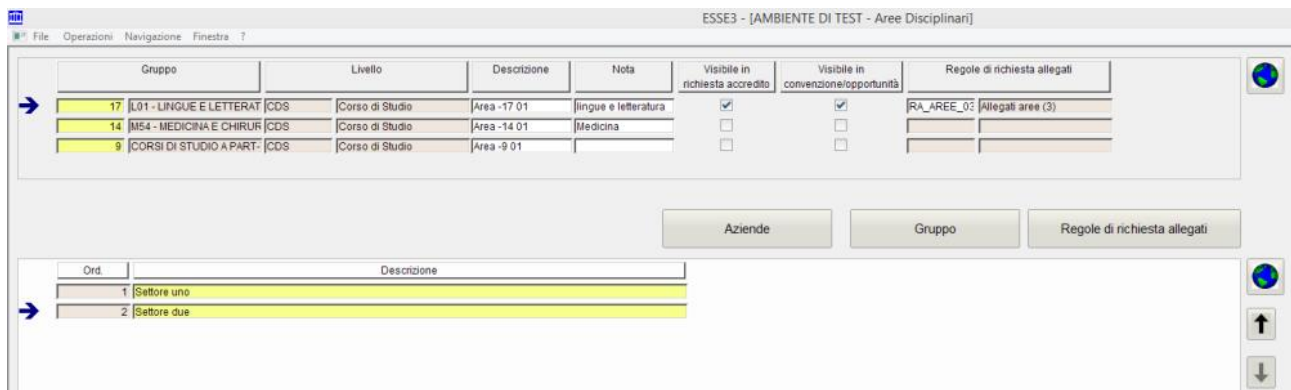 ESSE3 - [AMBIENTE DI TEST - Aree Disciplinari]
File Operazioni Navigazione Finestra ?
Gruppo Livello Descrizione Nota Visibile in richiesta accredito Visibile in convenzione/opportunità Regole di richiesta allegati
17 L01 - LINGUE E LETTERAT CDS Corso di Studio Area -17 01 lingue e letteratura RA_AREE_03 Allegati aree (3)
14 M54 - MEDICINA E CHIRUR CDS Corso di Studio Area -14 01 Medicina
9 CORSI DI STUDIO A PART- CDS Corso di Studio Area -9 01
Aziende Gruppo Regole di richiesta allegati
Ord. Descrizione
1 Settore uno
2 Settore due